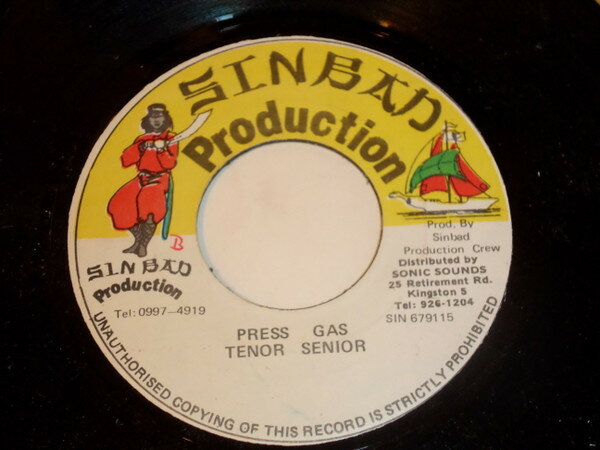 SINBAD
Production
B
SINBAD
Production
Tel: 0997-4919
Prod. By
Sinbad
Production Crew
Distributed by
SONIC SOUNDS
25 Retirement Rd.
Kingston 5
Tel: 926-1204
SIN 679115
PRESS GAS
TENOR SENIOR
UNAUTHORISED COPYING OF THIS RECORD IS STRICTLY PROHIBITED